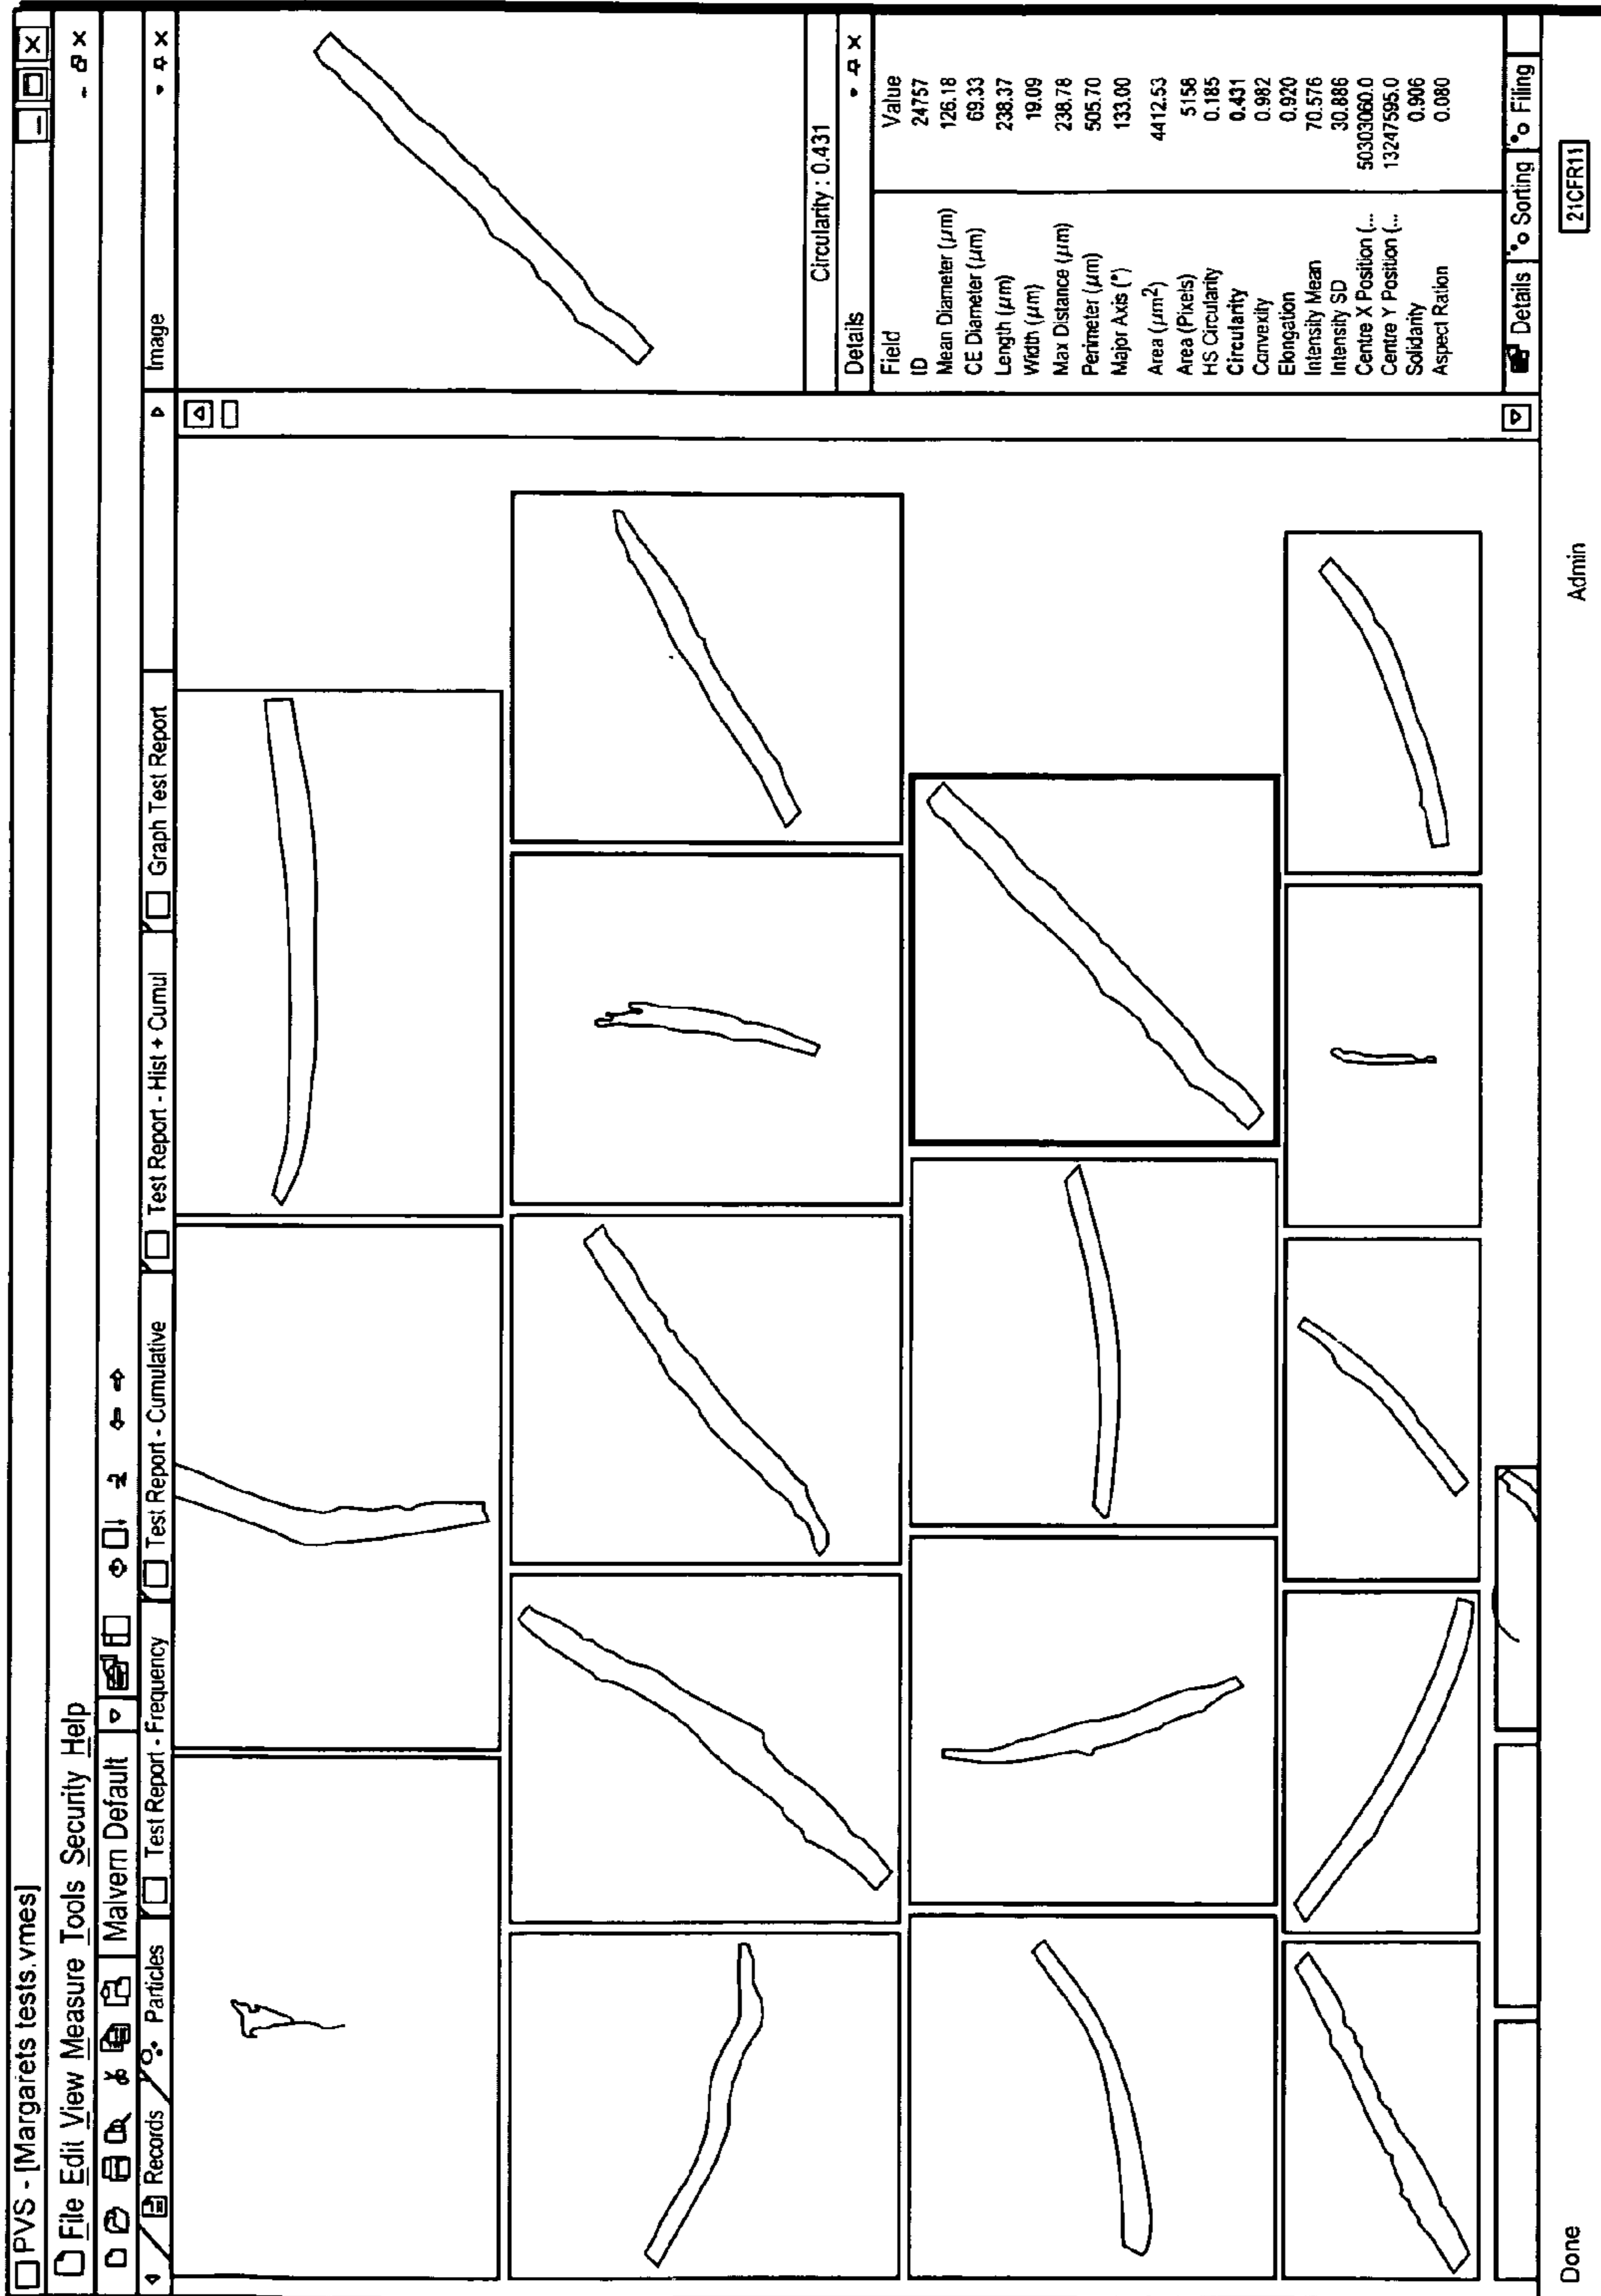 PVS - [Margarets tests.vmes]
File Edit View Measure Tools Security Help
Malvern Default
Records Particles Test Report - Frequency Test Report - Cumulative Test Report - Hist + Cumul Graph Test Report
Image
Circularity : 0.431
Details
Field Value
ID 24757
Mean Diameter (μm) 126.18
CE Diameter (μm) 69.33
Length (μm) 238.37
Width (μm) 19.09
Max Distance (μm) 238.78
Perimeter (μm) 505.70
Major Axis (°) 133.00
Area (μm²) 4412.53
Area (Pixels) 5158
HS Circularity 0.185
Circularity 0.431
Convexity 0.982
Elongation 0.920
Intensity Mean 70.576
Intensity SD 30.886
Centre X Position (... 50303060.0
Centre Y Position (... 13247595.0
Solidarity 0.906
Aspect Ration 0.080
Details Sorting Filing
Done Admin 21CFR11